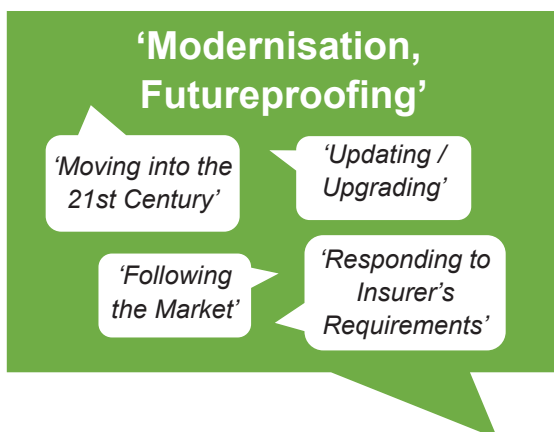 ‘Modernisation,
Futureproofing’
‘Moving into the
21st Century’
‘Updating /
Upgrading’
‘Following
the Market’
‘Responding to
Insurer’s
Requirements’